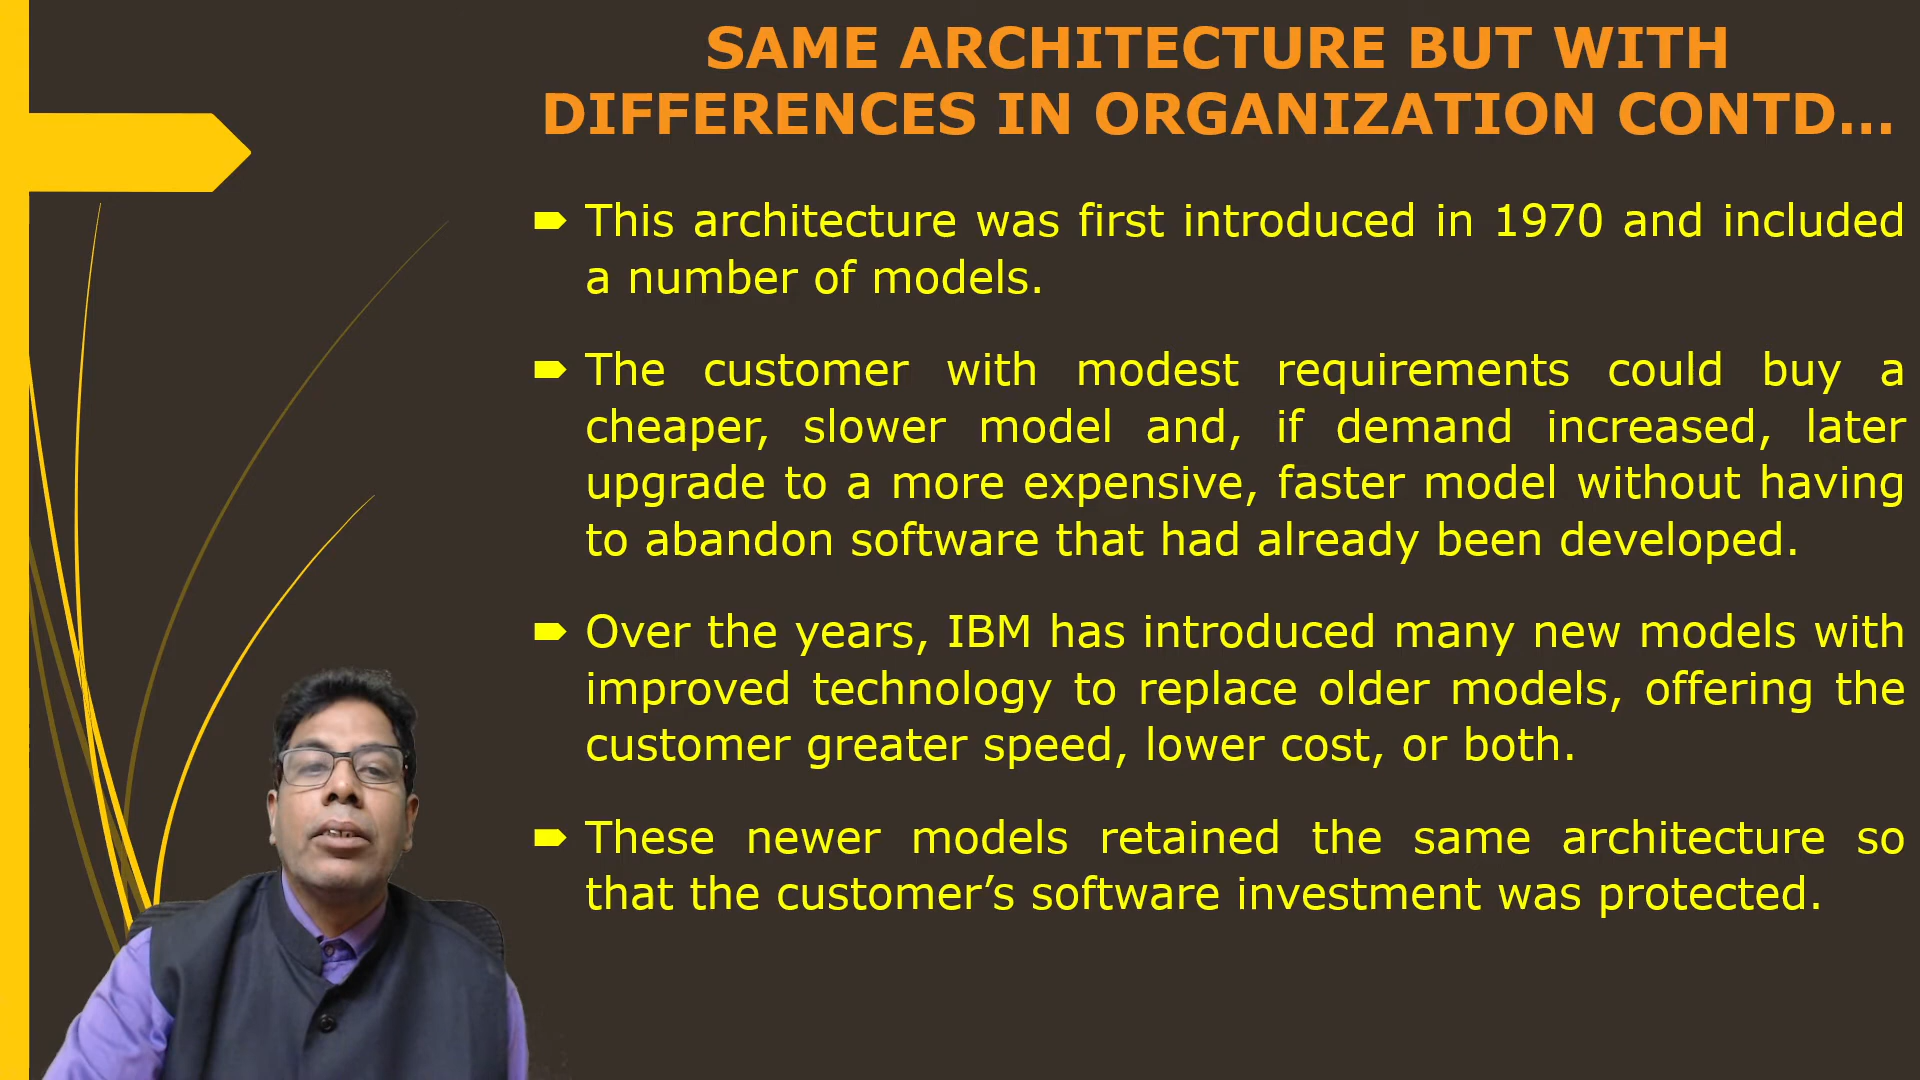 SAME ARCHITECTURE BUT WITH
DIFFERENCES IN ORGANIZATION CONTD…
This architecture was first introduced in 1970 and included
a number of models.
The customer with modest requirements could buy a
cheaper, slower model and, if demand increased, later
upgrade to a more expensive, faster model without having
to abandon software that had already been developed.
Over the years, IBM has introduced many new models with
improved technology to replace older models, offering the
customer greater speed, lower cost, or both.
These newer models retained the same architecture so
that the customer’s software investment was protected.